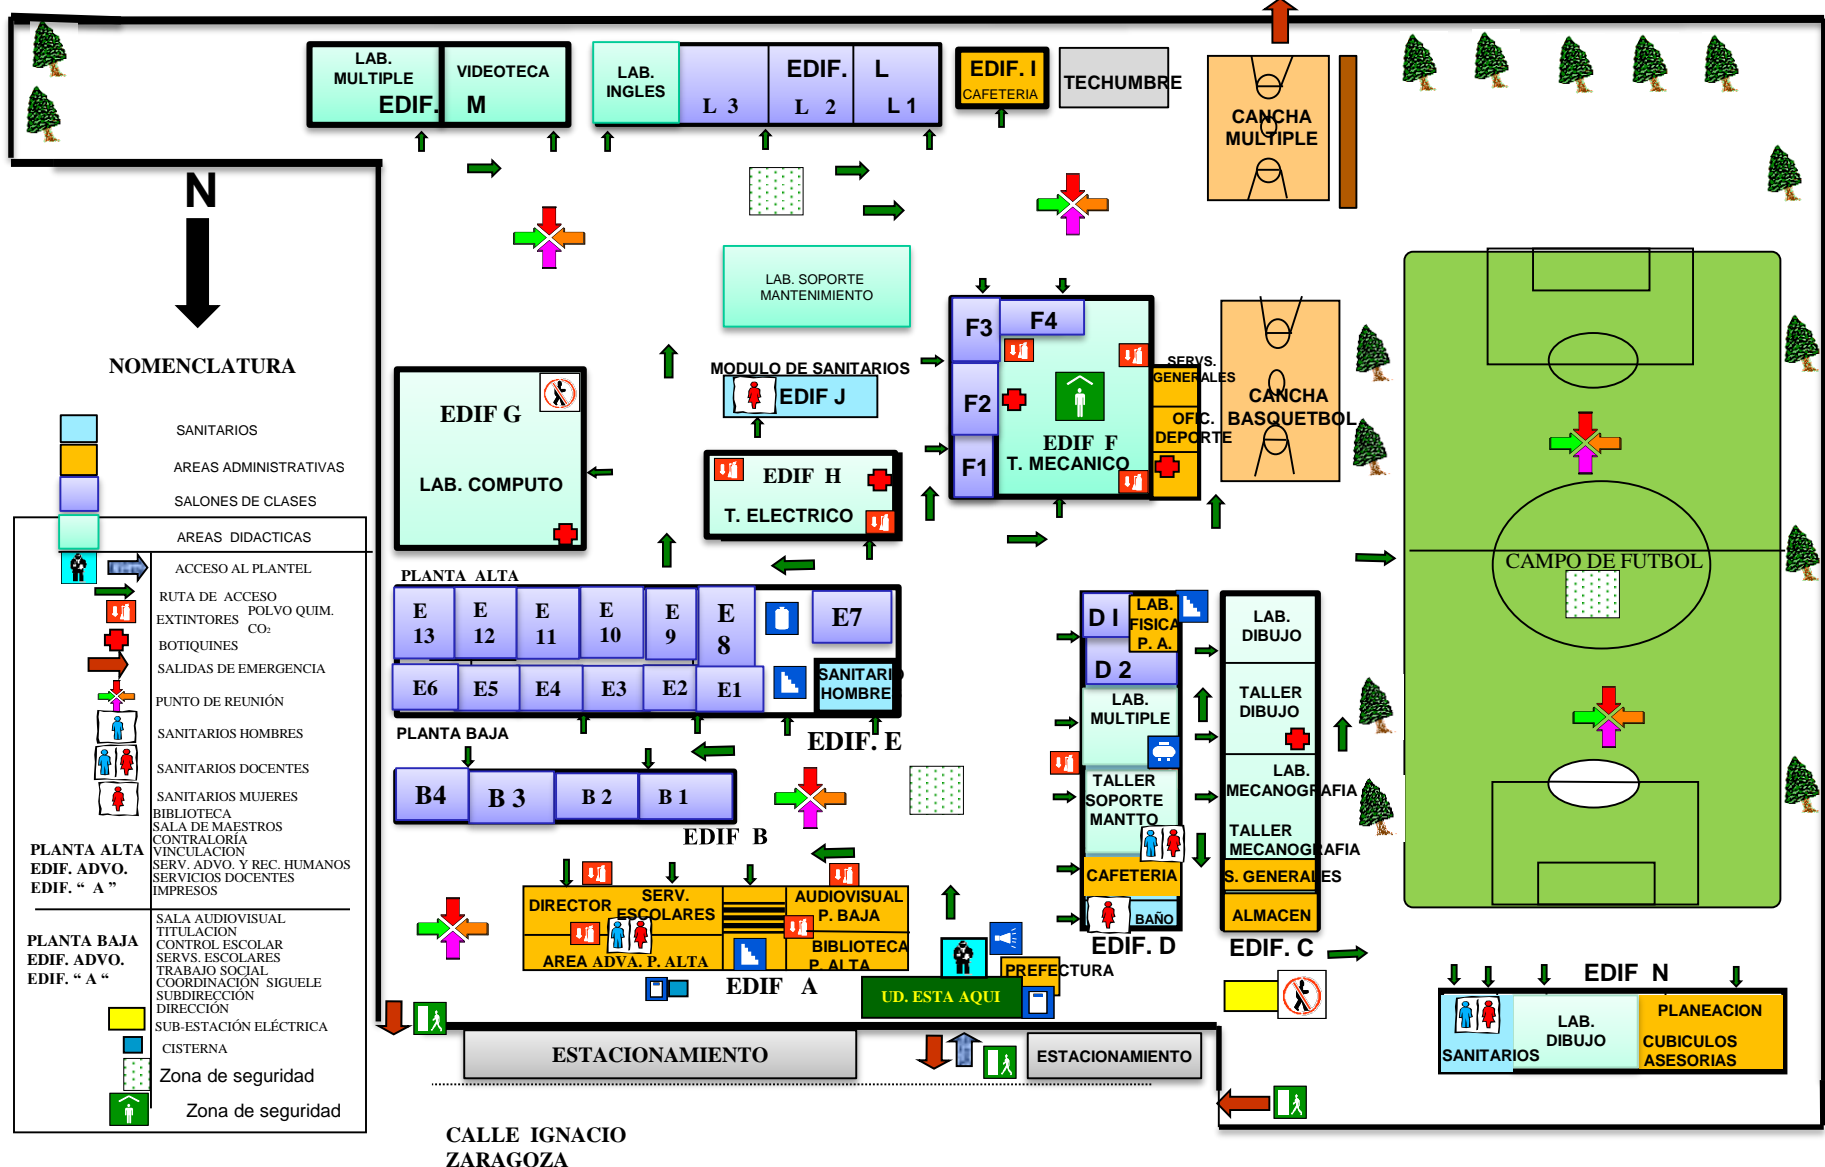 LAB.
MULTIPLE
VIDEOTECA
EDIF. M
LAB.
INGLES
L 3
EDIF. L
L 2
L 1
EDIF. I
CAFETERIA
TECHUMBRE
CANCHA
MULTIPLE
N
LAB. SOPORTE
MANTENIMIENTO
NOMENCLATURA
SANITARIOS
AREAS ADMINISTRATIVAS
SALONES DE CLASES
AREAS DIDACTICAS
ACCESO AL PLANTEL
RUTA DE ACCESO
EXTINTORES POLVO QUIM.
CO2
BOTIQUINES
SALIDAS DE EMERGENCIA
PUNTO DE REUNIÓN
SANITARIOS HOMBRES
SANITARIOS DOCENTES
SANITARIOS MUJERES
PLANTA ALTA
EDIF. ADVO.
EDIF. “ A ”
BIBLIOTECA
SALA DE MAESTROS
CONTRALORÍA
VINCULACION
SERV. ADVO. Y REC. HUMANOS
SERVICIOS DOCENTES
IMPRESOS
PLANTA BAJA
EDIF. ADVO.
EDIF. “ A “
SALA AUDIOVISUAL
TITULACION
CONTROL ESCOLAR
SERVS. ESCOLARES
TRABAJO SOCIAL
COORDINACIÓN SIGUELE
SUBDIRECCIÓN
DIRECCIÓN
SUB-ESTACIÓN ELÉCTRICA
CISTERNA
Zona de seguridad
Zona de seguridad
EDIF G
LAB. COMPUTO
MODULO DE SANITARIOS
EDIF J
EDIF H
T. ELECTRICO
F3
F4
F2
F1
EDIF F
T. MECANICO
SERVS.
GENERALES
OFIC.
DEPORTE
CANCHA
BASQUETBOL
CAMPO DE FUTBOL
PLANTA ALTA
E
13
E
12
E
11
E
10
E
9
E
8
E7
E6
E5
E4
E3
E2
E1
SANITARIO
HOMBRE
PLANTA BAJA
EDIF. E
B4
B 3
B 2
B 1
EDIF B
D I
LAB.
FISICA
P. A.
D 2
LAB.
MULTIPLE
TALLER
SOPORTE
MANTTO
CAFETERIA
BAÑO
EDIF. D
LAB.
DIBUJO
TALLER
DIBUJO
LAB.
MECANOGRAFIA
TALLER
MECANOGRAFIA
S. GENERALES
ALMACEN
EDIF. C
DIRECTOR
SERV.
ESCOLARES
AUDIOVISUAL
P. BAJA
AREA ADVA. P. ALTA
BIBLIOTECA
P. ALTA
EDIF A
PREFECTURA
UD. ESTA AQUI
EDIF N
SANITARIOS
LAB.
DIBUJO
PLANEACION
CUBICULOS
ASESORIAS
ESTACIONAMIENTO
ESTACIONAMIENTO
CALLE IGNACIO
ZARAGOZA